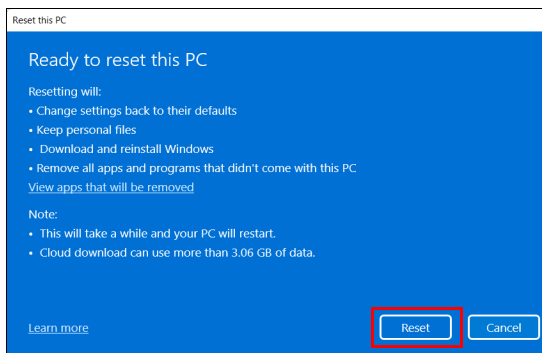 Reset this PC
Ready to reset this PC
Resetting will:
• Change settings back to their defaults
• Keep personal files
• Download and reinstall Windows
• Remove all apps and programs that didn't come with this PC
View apps that will be removed
Note:
• This will take a while and your PC will restart.
• Cloud download can use more than 3.06 GB of data.
Learn more
Reset
Cancel